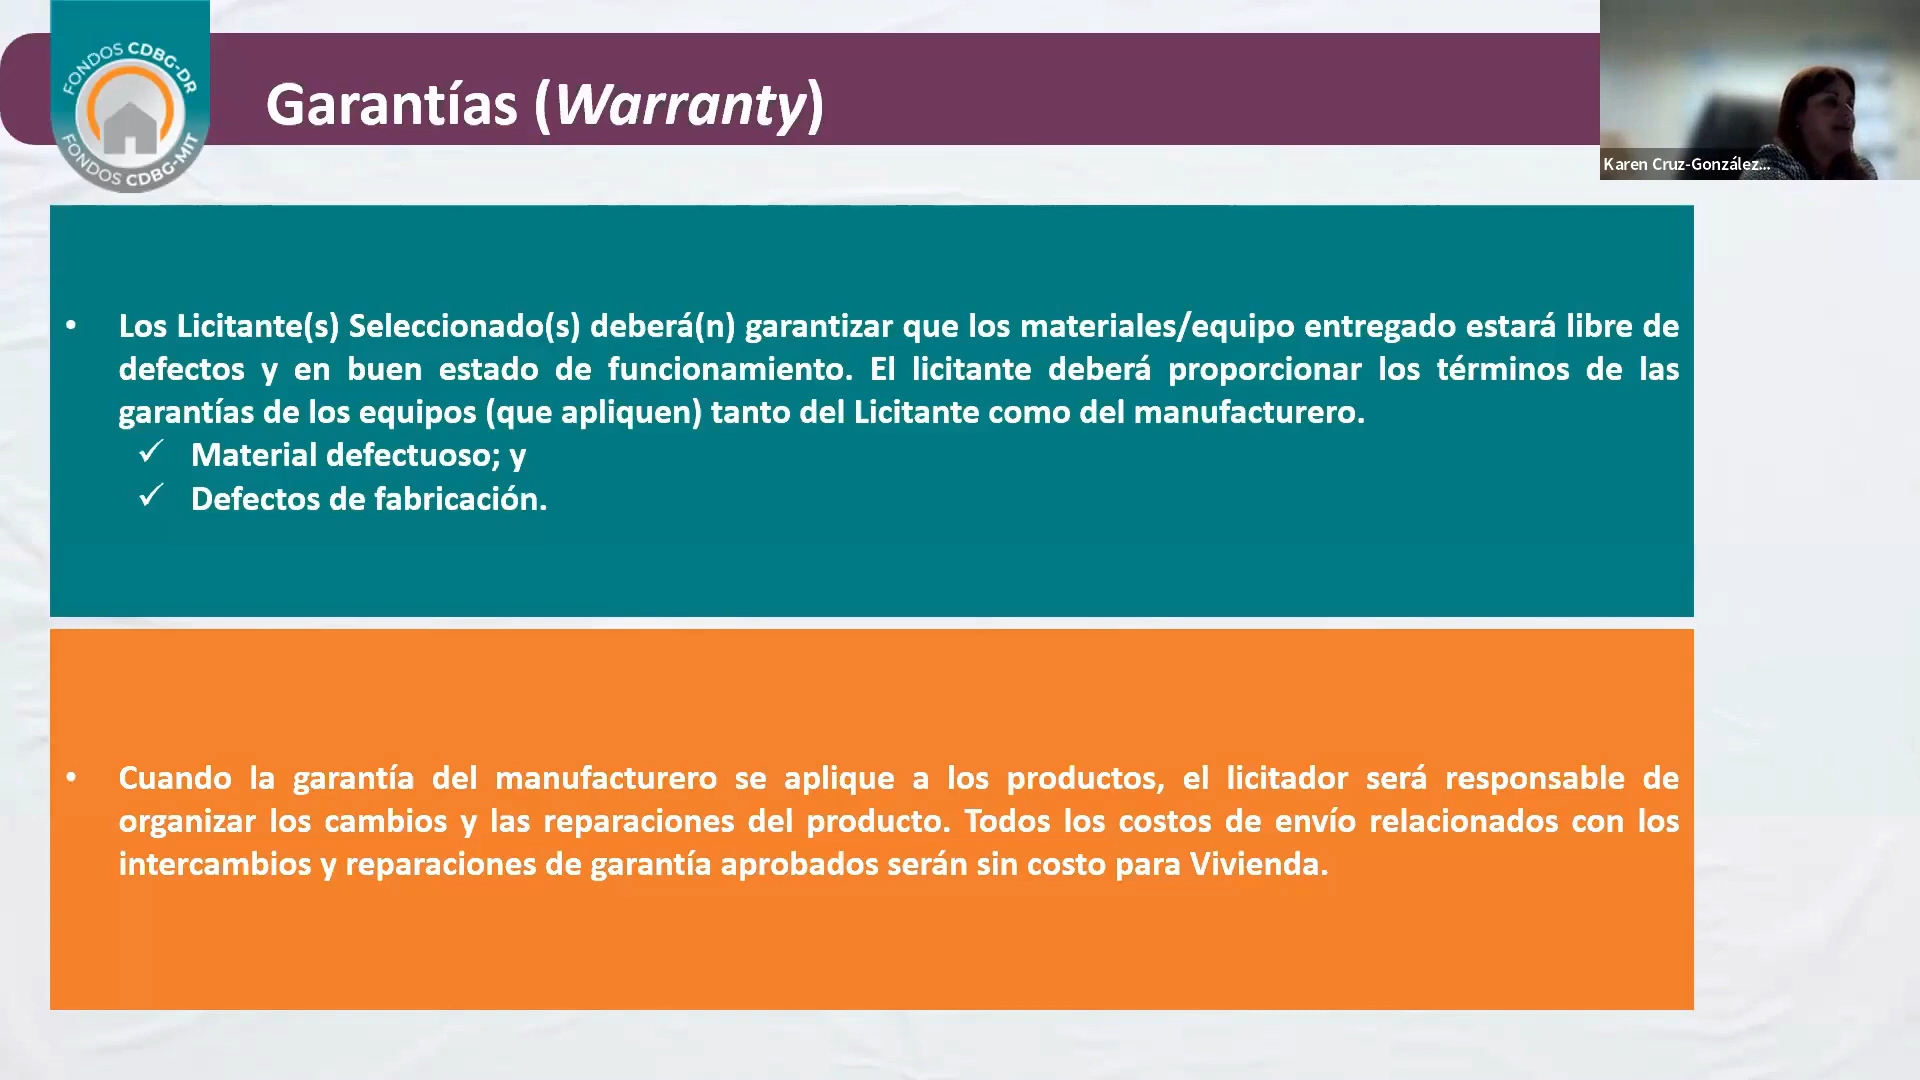 FONDOS CDBG-DR
FONDOS CDBG-MIT
Garantías (Warranty)
Karen Cruz-González...
• Los Licitante(s) Seleccionado(s) deberá(n) garantizar que los materiales/equipo entregado estará libre de
defectos y en buen estado de funcionamiento. El licitante deberá proporcionar los términos de las
garantías de los equipos (que apliquen) tanto del Licitante como del manufacturero.
✓ Material defectuoso; y
✓ Defectos de fabricación.
• Cuando la garantía del manufacturero se aplique a los productos, el licitador será responsable de
organizar los cambios y las reparaciones del producto. Todos los costos de envío relacionados con los
intercambios y reparaciones de garantía aprobados serán sin costo para Vivienda.